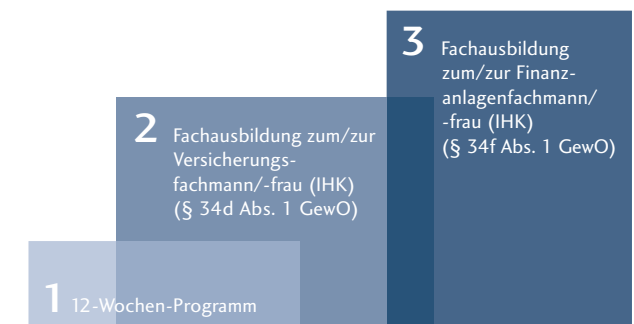 3 Fachausbildung
zum/zur Finanz-
anlagenfachmann/
-frau (IHK)
(§ 34f Abs. 1 GewO)
2 Fachausbildung zum/zur
Versicherungs-
fachmann/-frau (IHK)
(§ 34d Abs. 1 GewO)
1 12-Wochen-Programm